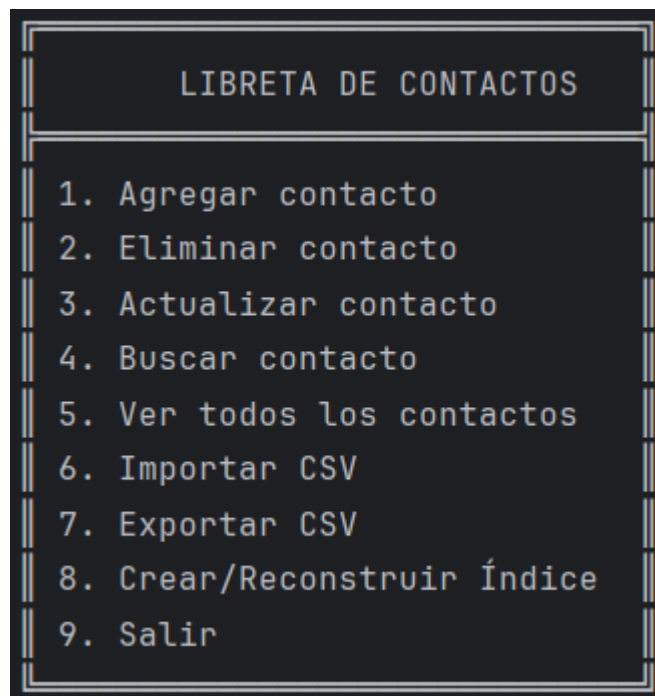 LIBRETA DE CONTACTOS
1. Agregar contacto
2. Eliminar contacto
3. Actualizar contacto
4. Buscar contacto
5. Ver todos los contactos
6. Importar CSV
7. Exportar CSV
8. Crear/Reconstruir Índice
9. Salir